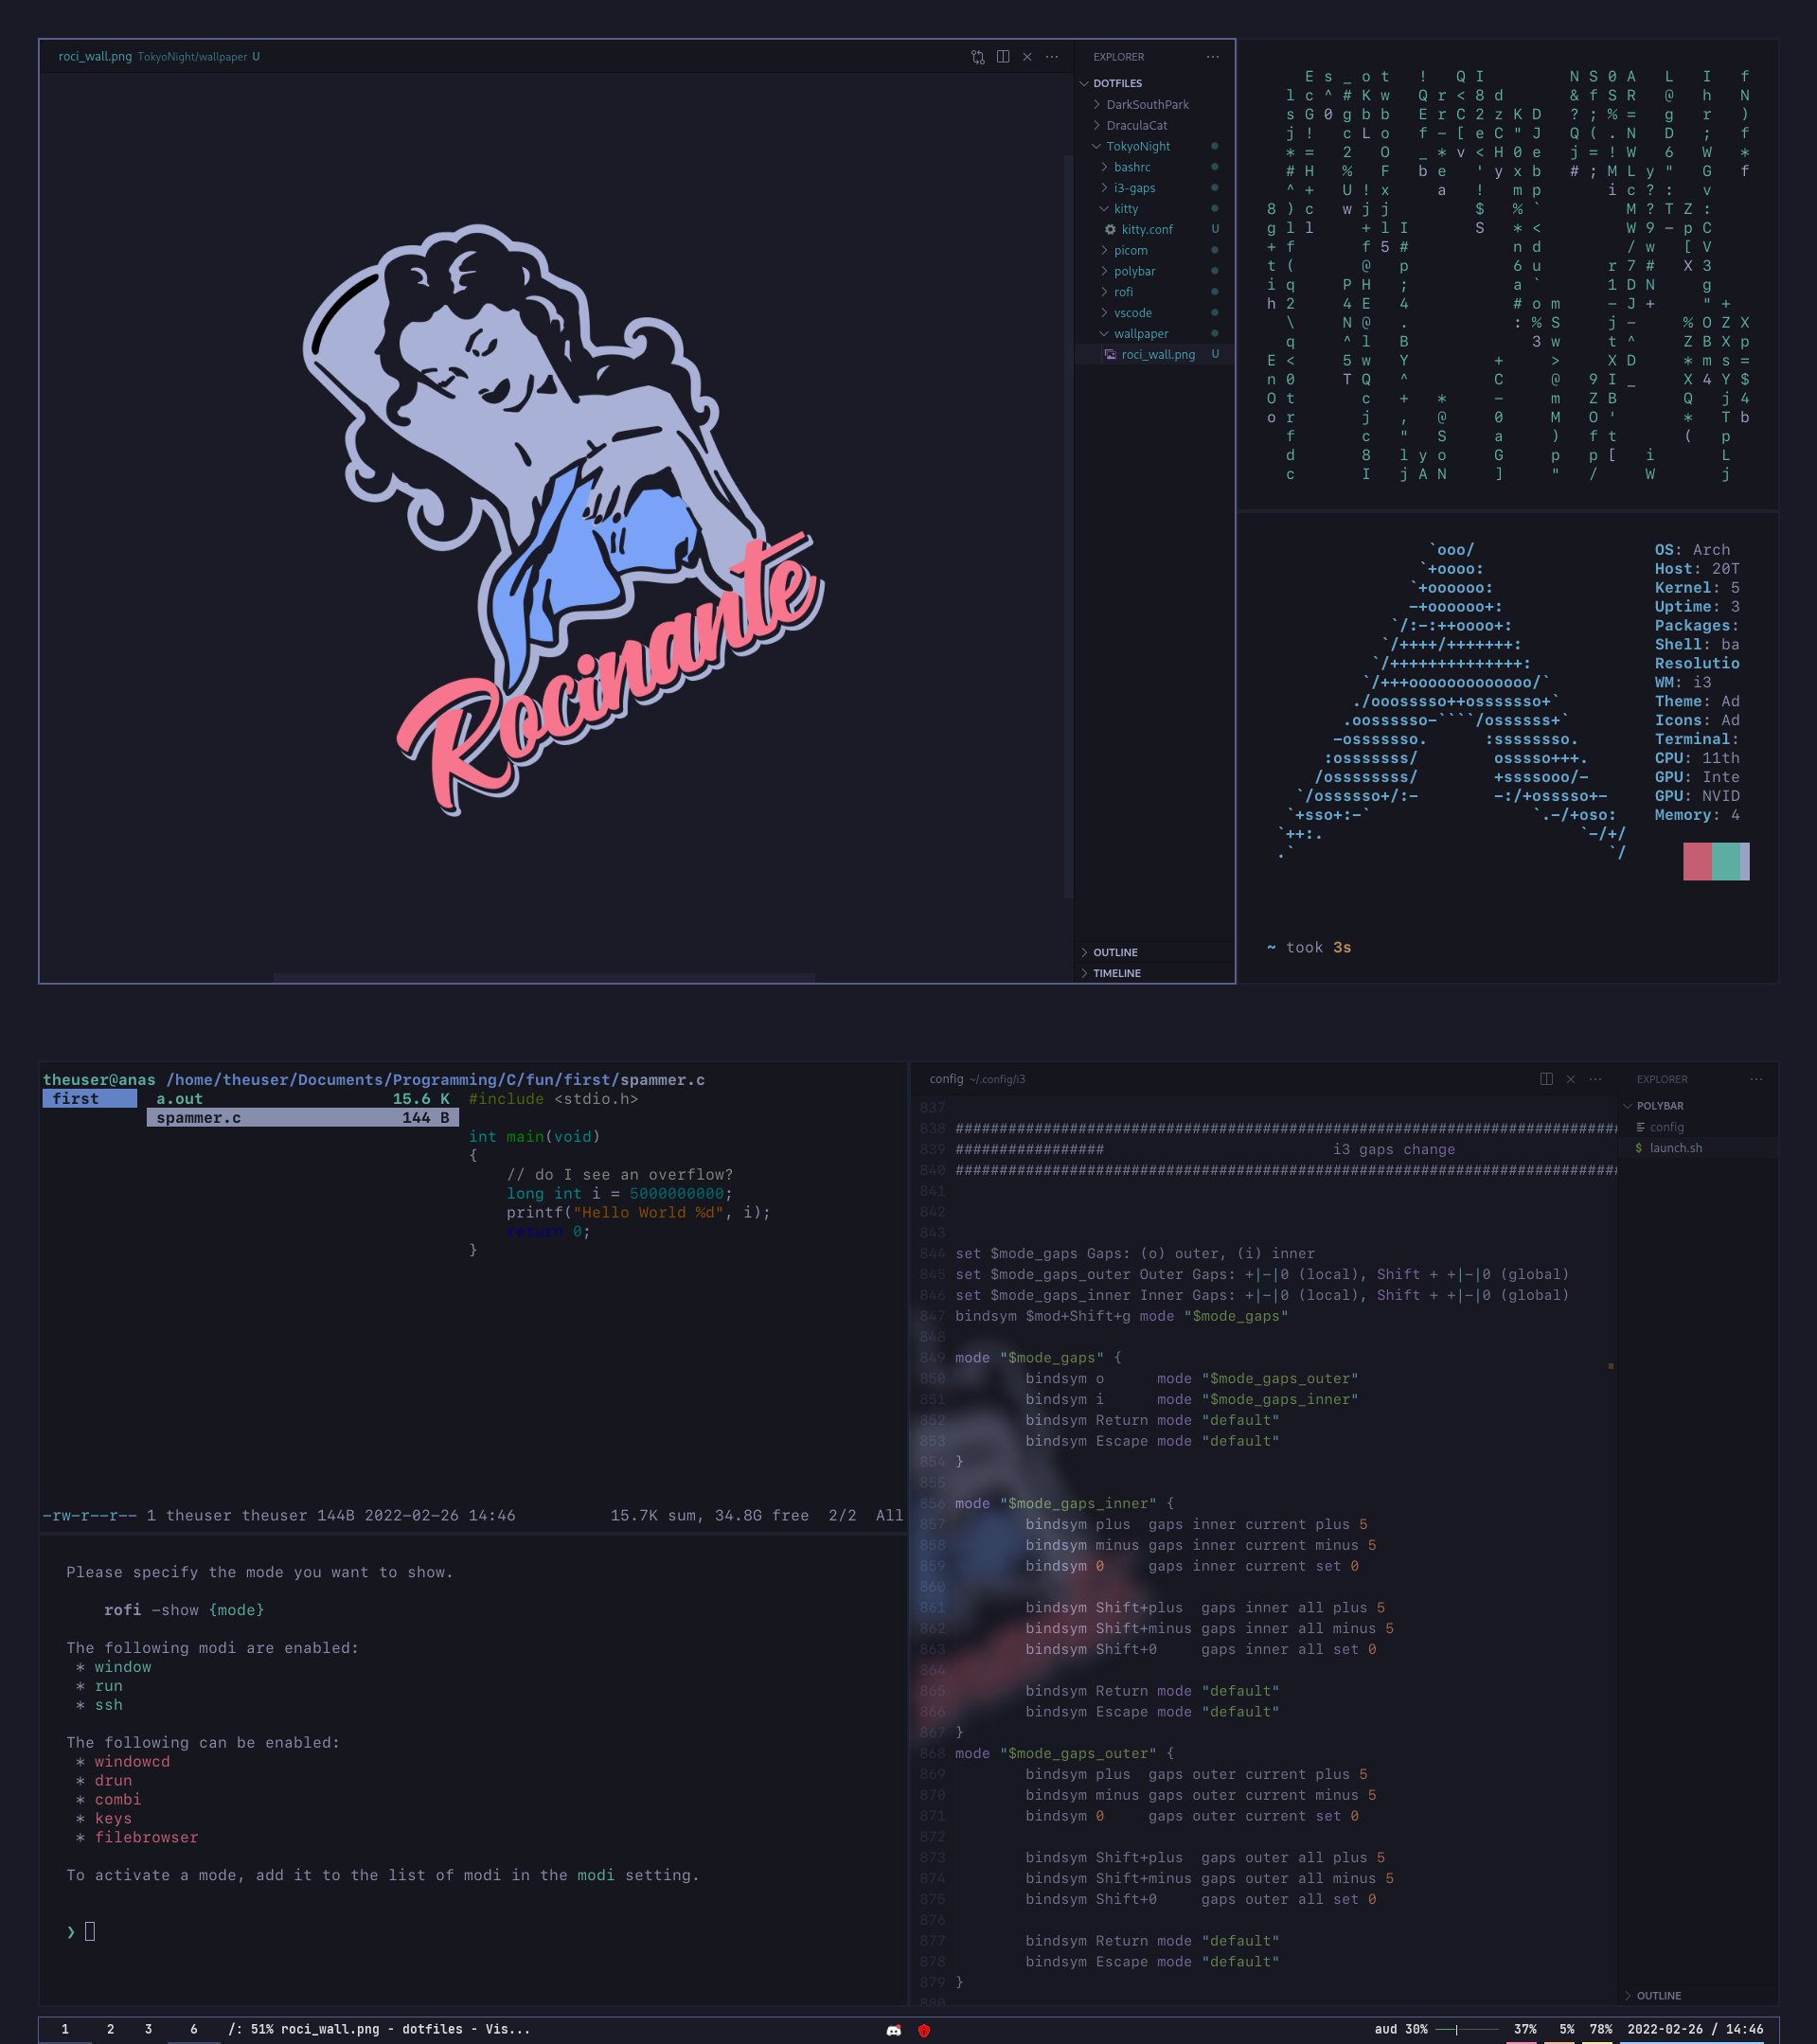 roci_wall.png TokyoNight/wallpaper U
EXPLORER
DOTFILES
DarkSouthPark
DraculaCat
TokyoNight
bashrc
i3-gaps
kitty
kitty.conf U
picom
polybar
rofi
vscode
wallpaper
roci_wall.png U
OUTLINE
TIMELINE
Rocinante
OS: Arch
Host: 20T
Kernel: 5
Uptime: 3
Packages:
Shell: ba
Resolutio
WM: i3
Theme: Ad
Icons: Ad
Terminal:
CPU: 11th
GPU: Inte
GPU: NVID
Memory: 4
~ took 3s
theuser@anas /home/theuser/Documents/Programming/C/fun/first/spammer.c
first
a.out 15.6 K
spammer.c 144 B
#include <stdio.h>
int main(void)
{
// do I see an overflow?
long int i = 5000000000;
printf("Hello World %d", i);
return 0;
}
-rw-r--r-- 1 theuser theuser 144B 2022-02-26 14:46 15.7K sum, 34.8G free 2/2 All
Please specify the mode you want to show.
rofi -show {mode}
The following modi are enabled:
* window
* run
* ssh
The following can be enabled:
* windowcd
* drun
* combi
* keys
* filebrowser
To activate a mode, add it to the list of modi in the modi setting.
❯
config ~/.config/i3
EXPLORER
POLYBAR
config
$ launch.sh
OUTLINE
837
838
839 ################# i3 gaps change
840
841
842
843
844 set $mode_gaps Gaps: (o) outer, (i) inner
845 set $mode_gaps_outer Outer Gaps: +|-|0 (local), Shift + +|-|0 (global)
846 set $mode_gaps_inner Inner Gaps: +|-|0 (local), Shift + +|-|0 (global)
847 bindsym $mod+Shift+g mode "$mode_gaps"
848
849 mode "$mode_gaps" {
850 bindsym o mode "$mode_gaps_outer"
851 bindsym i mode "$mode_gaps_inner"
852 bindsym Return mode "default"
853 bindsym Escape mode "default"
854 }
855
856 mode "$mode_gaps_inner" {
857 bindsym plus gaps inner current plus 5
858 bindsym minus gaps inner current minus 5
859 bindsym 0 gaps inner current set 0
860
861 bindsym Shift+plus gaps inner all plus 5
862 bindsym Shift+minus gaps inner all minus 5
863 bindsym Shift+0 gaps inner all set 0
864
865 bindsym Return mode "default"
866 bindsym Escape mode "default"
867 }
868 mode "$mode_gaps_outer" {
869 bindsym plus gaps outer current plus 5
870 bindsym minus gaps outer current minus 5
871 bindsym 0 gaps outer current set 0
872
873 bindsym Shift+plus gaps outer all plus 5
874 bindsym Shift+minus gaps outer all minus 5
875 bindsym Shift+0 gaps outer all set 0
876
877 bindsym Return mode "default"
878 bindsym Escape mode "default"
879 }
880
1 2 3 6 /: 51% roci_wall.png - dotfiles - Vis...
aud 30% 37% 5% 78% 2022-02-26 / 14:46